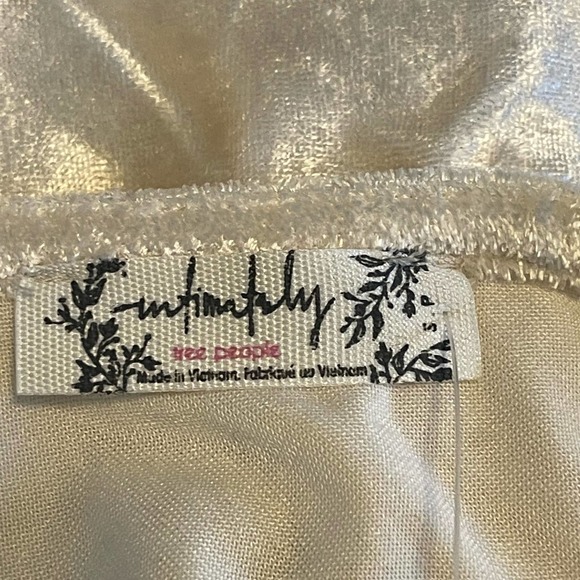 intimately
free people
Made in Vietnam. Fabriqué au Vietnam
S P